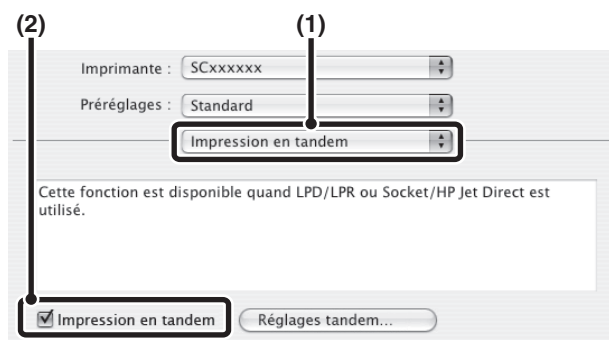 (2) (1)
Imprimante : SCxxxxxx
Préréglages : Standard
Impression en tandem
Cette fonction est disponible quand LPD/LPR ou Socket/HP Jet Direct est
utilisé.
Impression en tandem Réglages tandem...